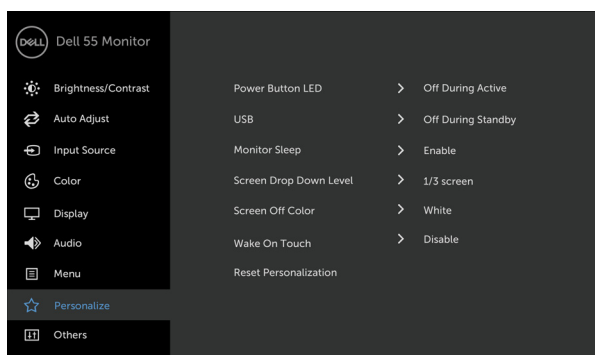 DELL Dell 55 Monitor
Brightness/Contrast
Auto Adjust
Input Source
Color
Display
Audio
Menu
Personalize
Others
Power Button LED > Off During Active
USB > Off During Standby
Monitor Sleep > Enable
Screen Drop Down Level > 1/3 screen
Screen Off Color > White
Wake On Touch > Disable
Reset Personalization